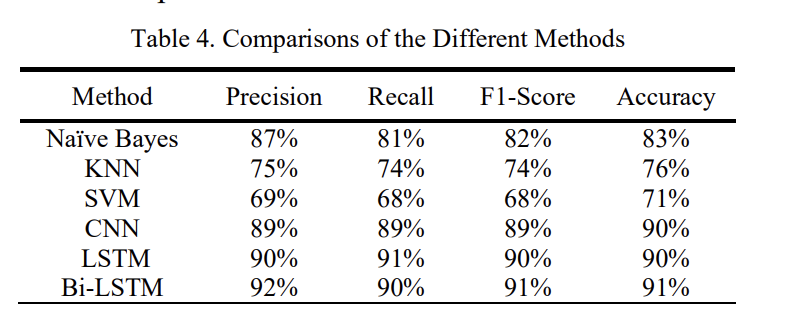 Table 4. Comparisons of the Different Methods
Method Precision Recall F1-Score Accuracy
Naïve Bayes 87% 81% 82% 83%
KNN 75% 74% 74% 76%
SVM 69% 68% 68% 71%
CNN 89% 89% 89% 90%
LSTM 90% 91% 90% 90%
Bi-LSTM 92% 90% 91% 91%